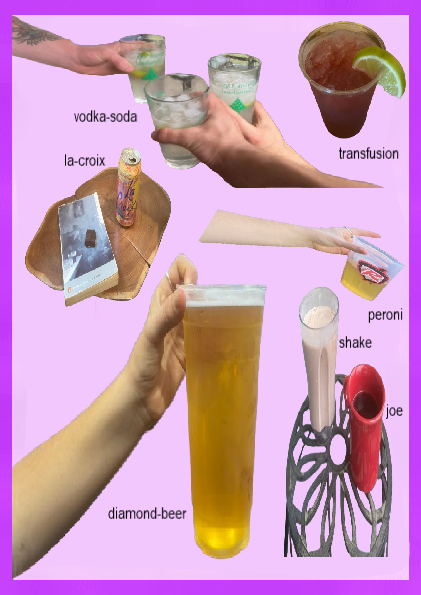 vodka-soda
transfusion
la-croix
peroni
shake
joe
diamond-beer